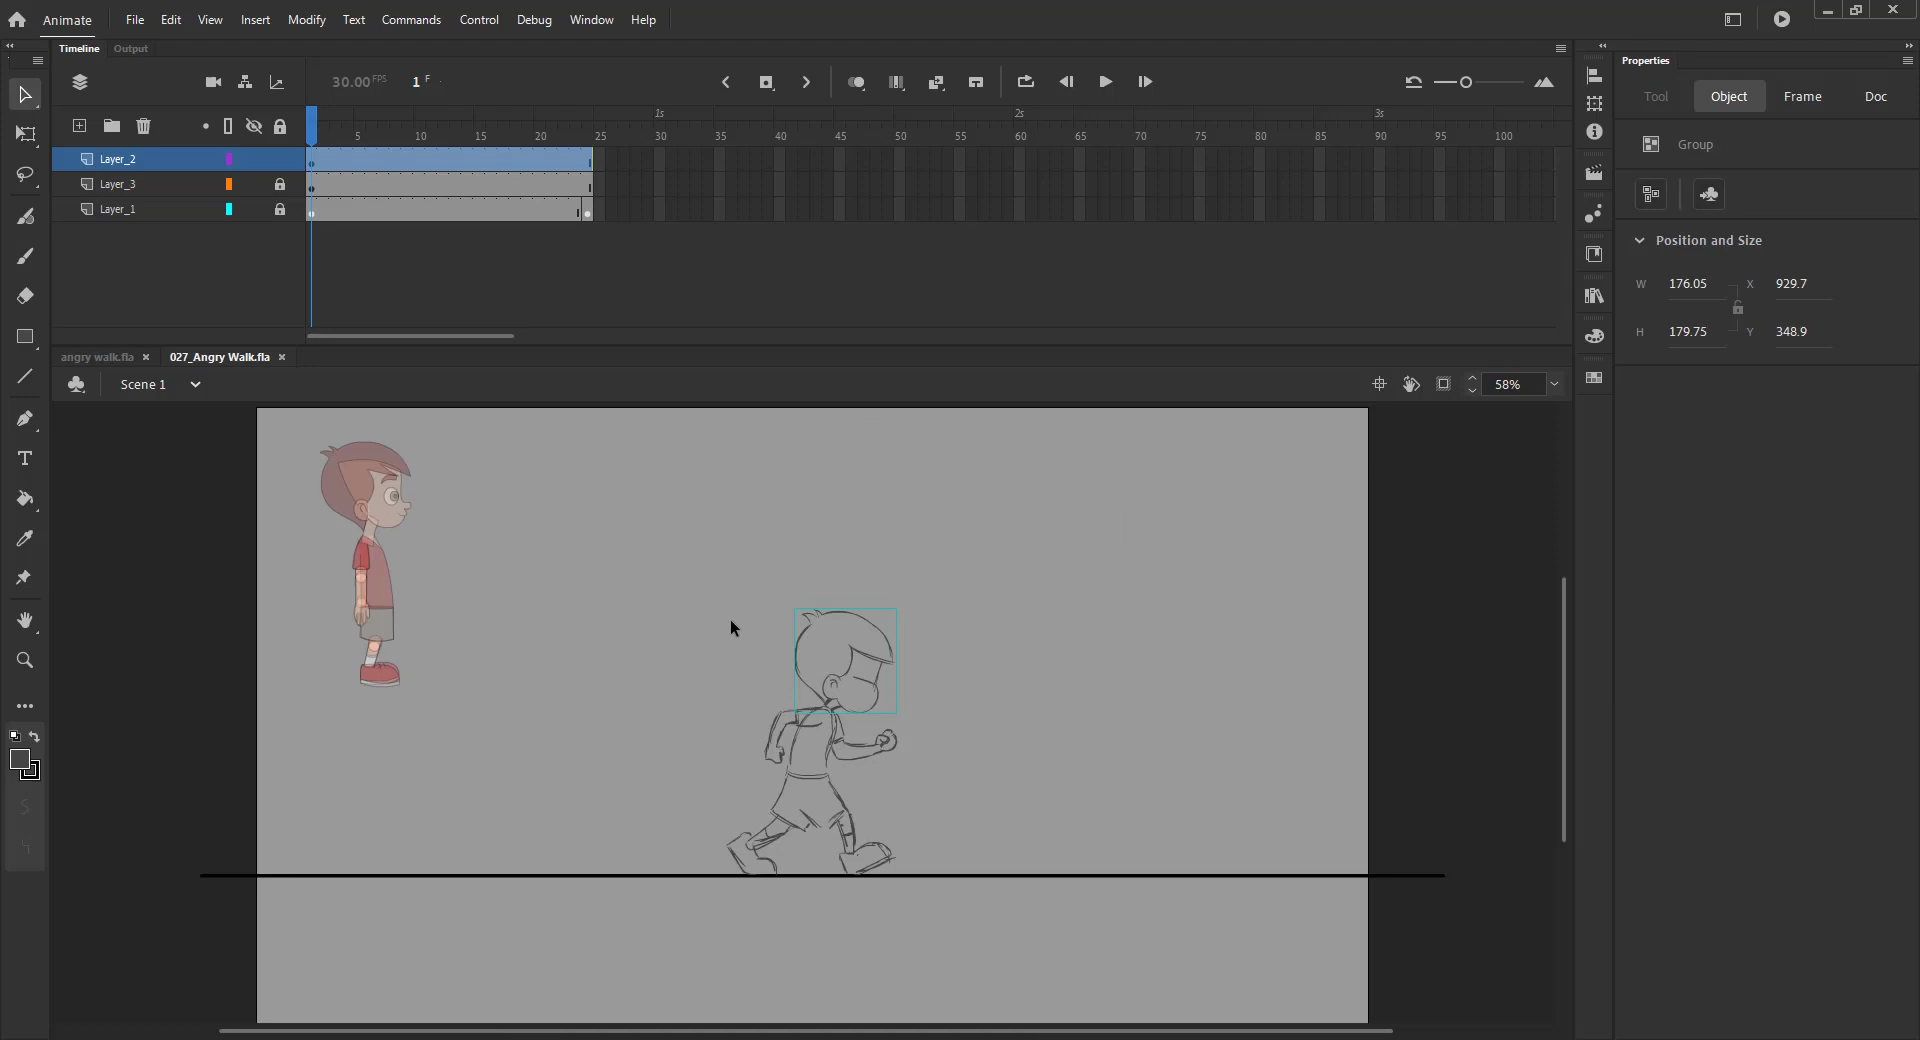 Animate File Edit View Insert Modify Text Commands Control Debug Window Help
Timeline Output
Properties
30.00 FPS 1 F
Tool Object Frame Doc
1s 2s 3s
5 10 15 20 25 30 35 40 45 50 55 60 65 70 75 80 85 90 95 100
Group
Layer_2
Layer_3
Layer_1
Position and Size
W 176.05 X 929.7
H 179.75 Y 348.9
angry walk.fla 027_Angry Walk.fla
Scene 1
58%